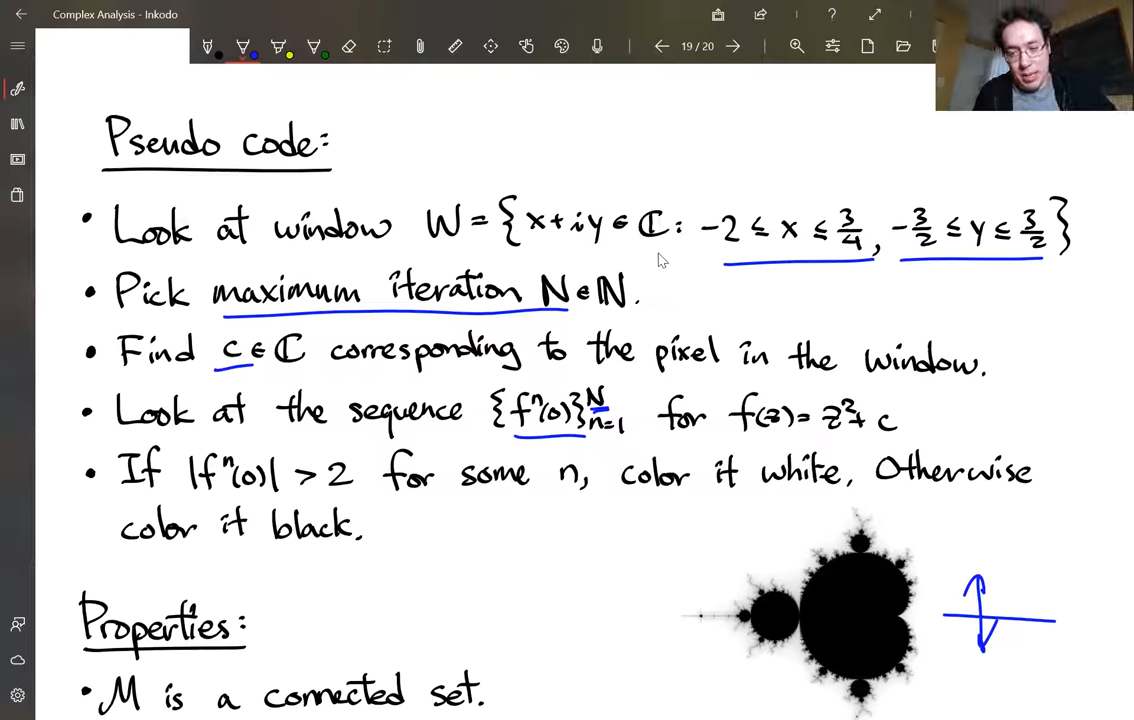 Complex Analysis - Inkodo
19 / 20
Pseudo code:
• Look at window W = {x+iy ∈ ℂ: -2 ≤ x ≤ 3/4, -3/2 ≤ y ≤ 3/2}
• Pick maximum iteration N ∈ ℕ.
• Find c ∈ ℂ corresponding to the pixel in the window.
• Look at the sequence {fⁿ(0)}ᴺₙ₌₁ for f(z) = z² + c
• If |fⁿ(0)| > 2 for some n, color it white. Otherwise
color it black.
Properties:
• M is a connected set.